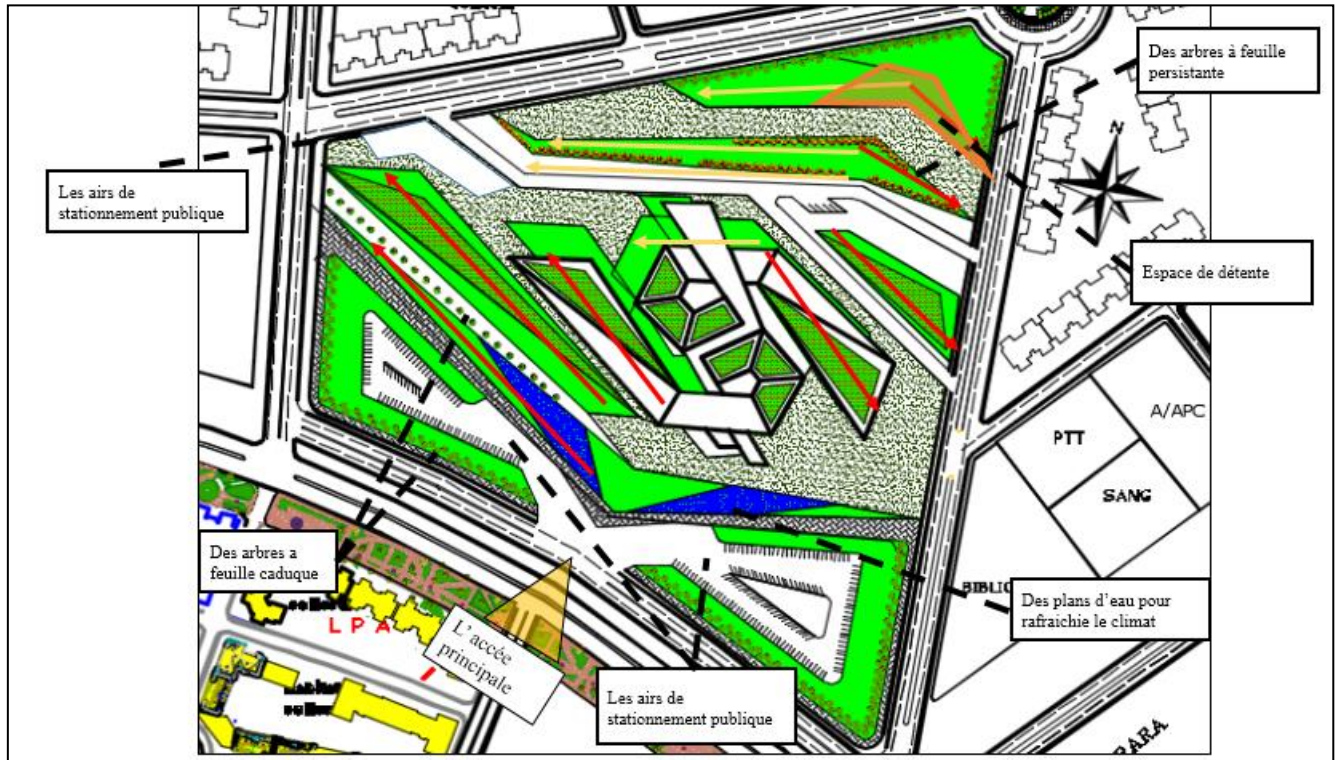 Des arbres à feuille
persistante
N
Les airs de
stationnement publique
Espace de détente
A/APC
PTT
SANG
Des arbres a
feuille caduque
L P A
L'accée
principale
Les airs de
stationnement publique
BIBLIO
Des plans d'eau pour
rafraichie le climat
PARA